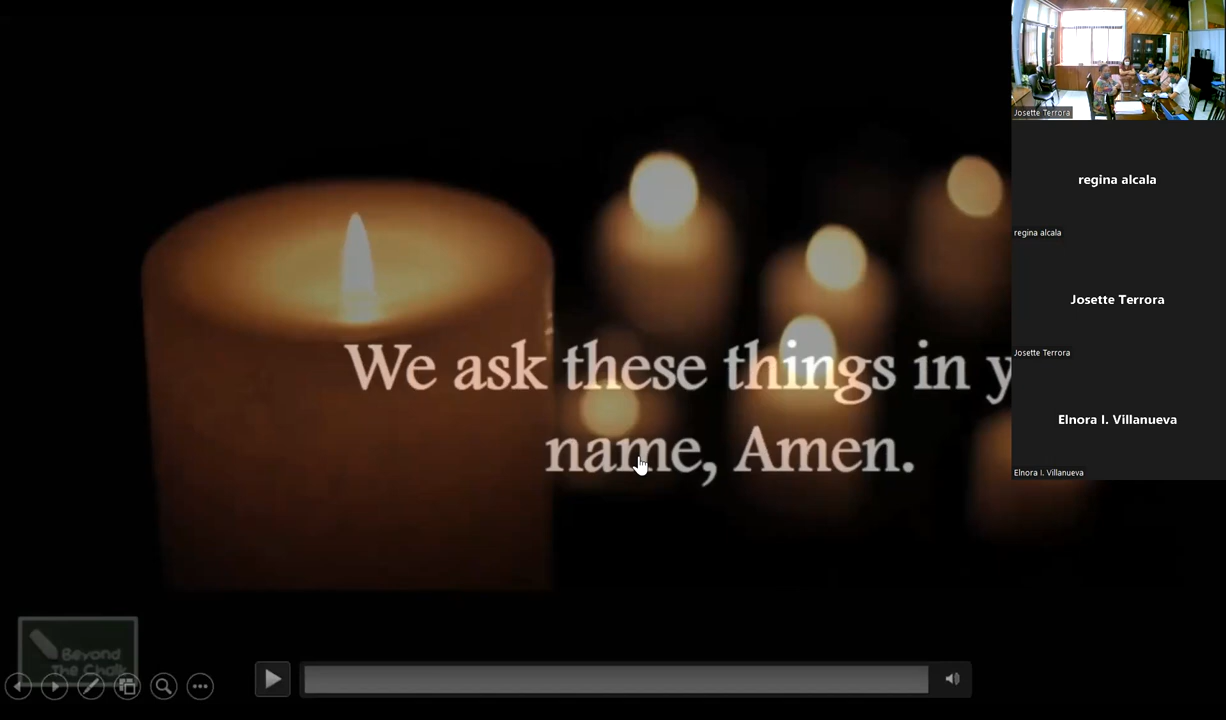 Josette Terrora
regina alcala
regina alcala
Josette Terrora
Josette Terrora
Elnora I. Villanueva
Elnora I. Villanueva
We ask these things in y
name, Amen.
Beyond
The Chalk